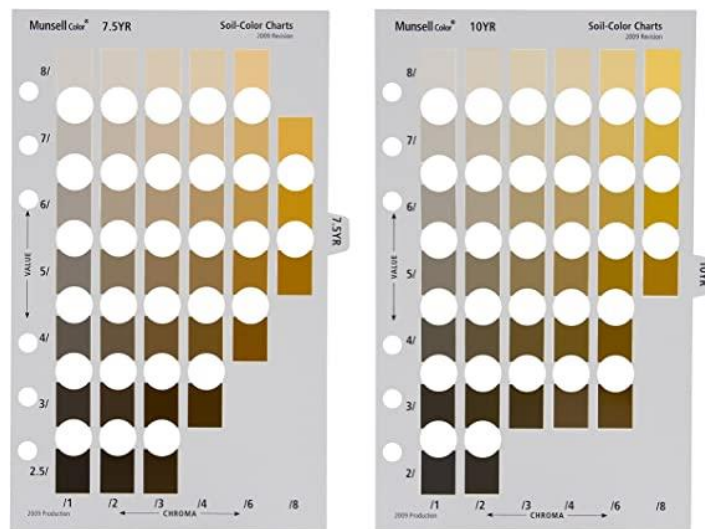 Munsell Color® 7.5YR Soil-Color Charts
2009 Revision
8/
7/
6/
5/
4/
3/
2.5/
VALUE
7.5YR
/1 /2 /3 /4 /6 /8
2009 Production CHROMA
Munsell Color® 10YR Soil-Color Charts
2009 Revision
8/
7/
6/
5/
4/
3/
2/
VALUE
10YR
/1 /2 /3 /4 /6 /8
2009 Production CHROMA